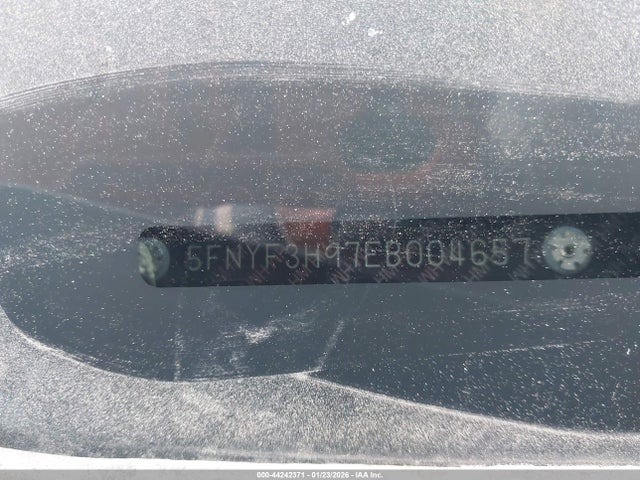 5FNYF3H97EB004657
000-44242371 - 01/23/2026 - IAA Inc.